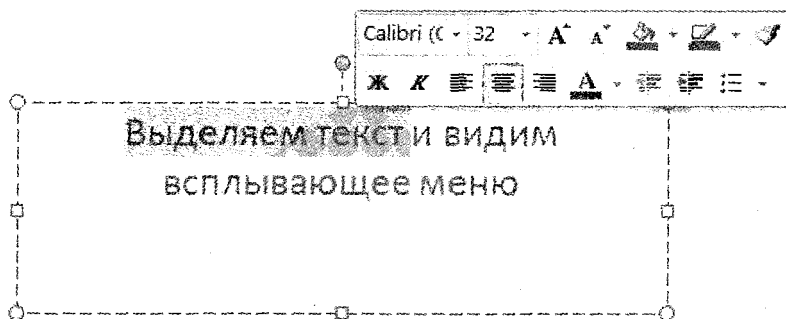 Calibri (С 32 A A
Ж К A
Выделяем текст и видим
всплывающее меню